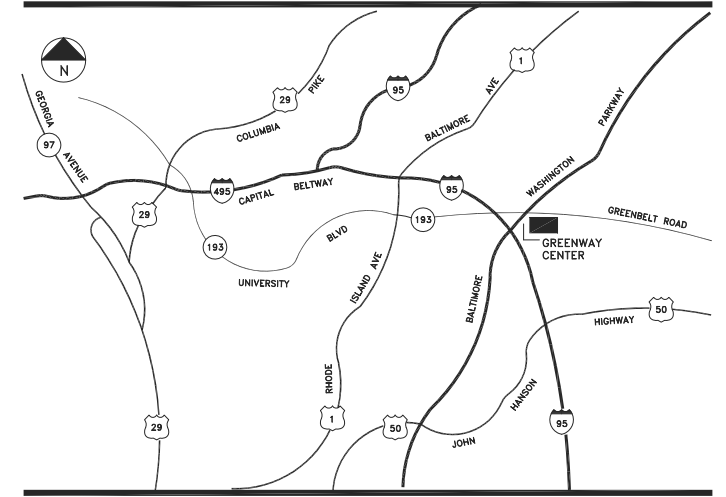 N
1
29
PIKE
95
AVE
GEORGIA
PARKWAY
BALTIMORE
COLUMBIA
97
AVENUE
WASHINGTON
495
CAPITAL
BELTWAY
95
29
193
GREENBELT ROAD
193
BLVD
GREENWAY
CENTER
UNIVERSITY
ISLAND AVE
BALTIMORE
50
HIGHWAY
RHODE
HANSON
1
29
50
95
JOHN